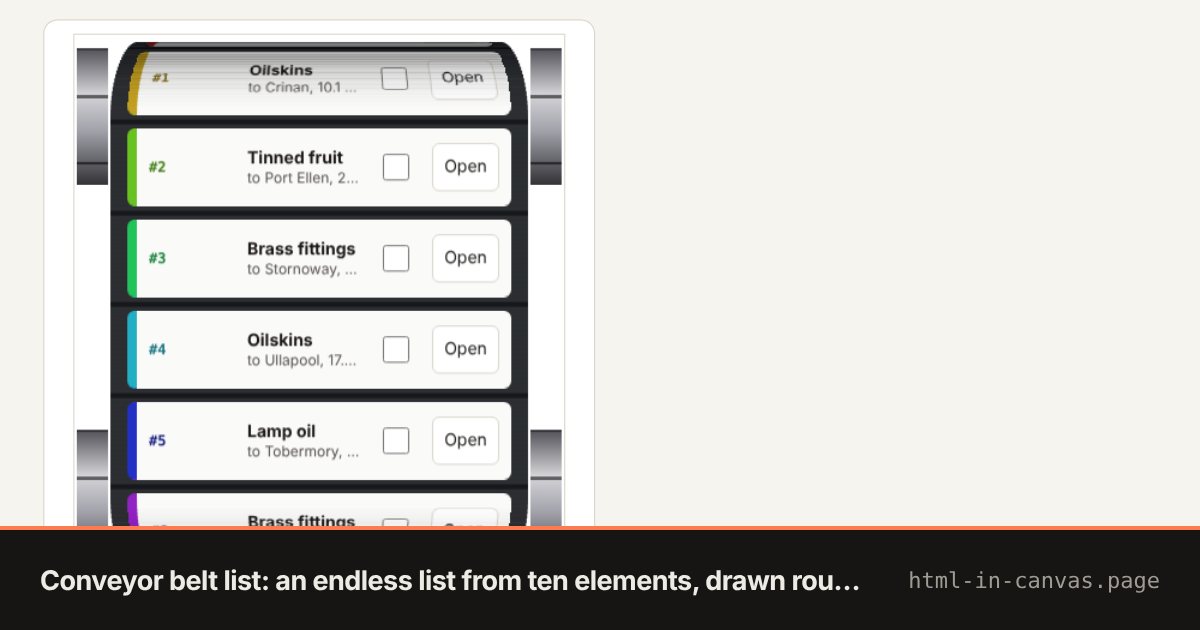 #1 Oilskins Open
to Crinan, 10.1 ...
#2 Tinned fruit Open
to Port Ellen, 2...
#3 Brass fittings Open
to Stornoway, ...
#4 Oilskins Open
to Ullapool, 17....
#5 Lamp oil Open
to Tobermory, ...
Brass fittings
Conveyor belt list: an endless list from ten elements, drawn rou...
html-in-canvas.page